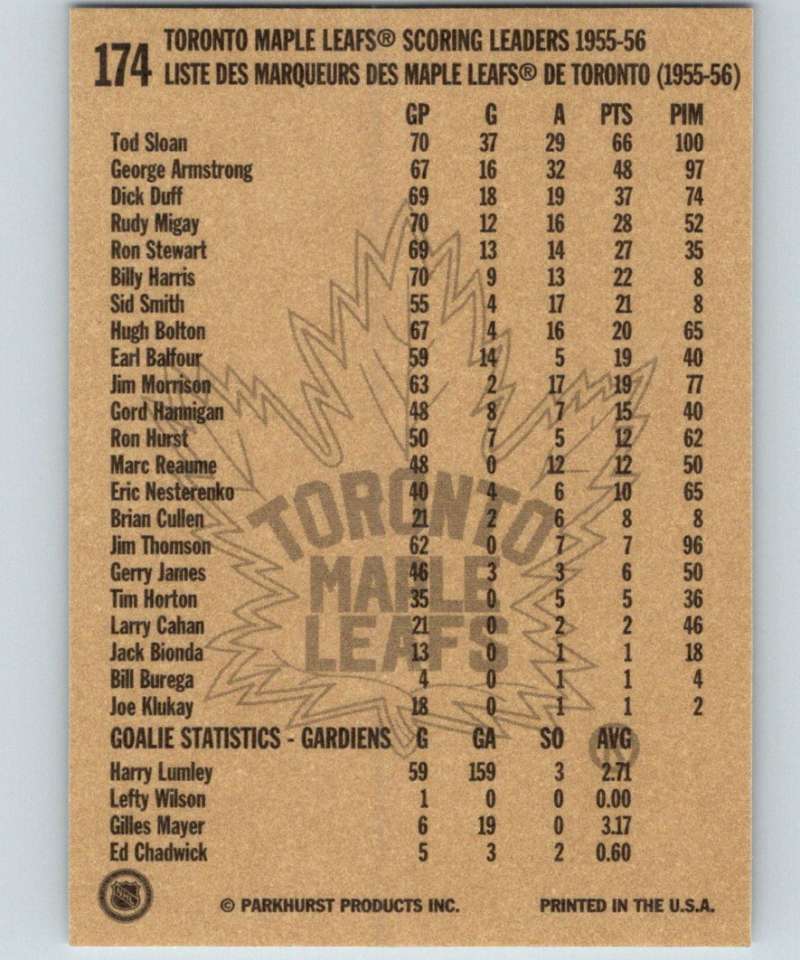 174
TORONTO MAPLE LEAFS® SCORING LEADERS 1955-56
LISTE DES MARQUEURS DES MAPLE LEAFS® DE TORONTO (1955-56)
GP G A PTS PIM
Tod Sloan 70 37 29 66 100
George Armstrong 67 16 32 48 97
Dick Duff 69 18 19 37 74
Rudy Migay 70 12 16 28 52
Ron Stewart 69 13 14 27 35
Billy Harris 70 9 13 22 8
Sid Smith 55 4 17 21 8
Hugh Bolton 67 4 16 20 65
Earl Balfour 59 14 5 19 40
Jim Morrison 63 2 17 19 77
Gord Hannigan 48 8 7 15 40
Ron Hurst 50 7 5 12 62
Marc Reaume 48 0 12 12 50
Eric Nesterenko 40 4 6 10 65
Brian Cullen 21 2 6 8 8
Jim Thomson 62 0 7 7 96
Gerry James 46 3 3 6 50
Tim Horton 35 0 5 5 36
Larry Cahan 21 0 2 2 46
Jack Bionda 13 0 1 1 18
Bill Burega 4 0 1 1 4
Joe Klukay 18 0 1 1 2
GOALIE STATISTICS - GARDIENS G GA SO AVG
Harry Lumley 59 159 3 2.71
Lefty Wilson 1 0 0 0.00
Gilles Mayer 6 19 0 3.17
Ed Chadwick 5 3 2 0.60
TORONTO
MAPLE
LEAFS
NHL
© PARKHURST PRODUCTS INC. PRINTED IN THE U.S.A.